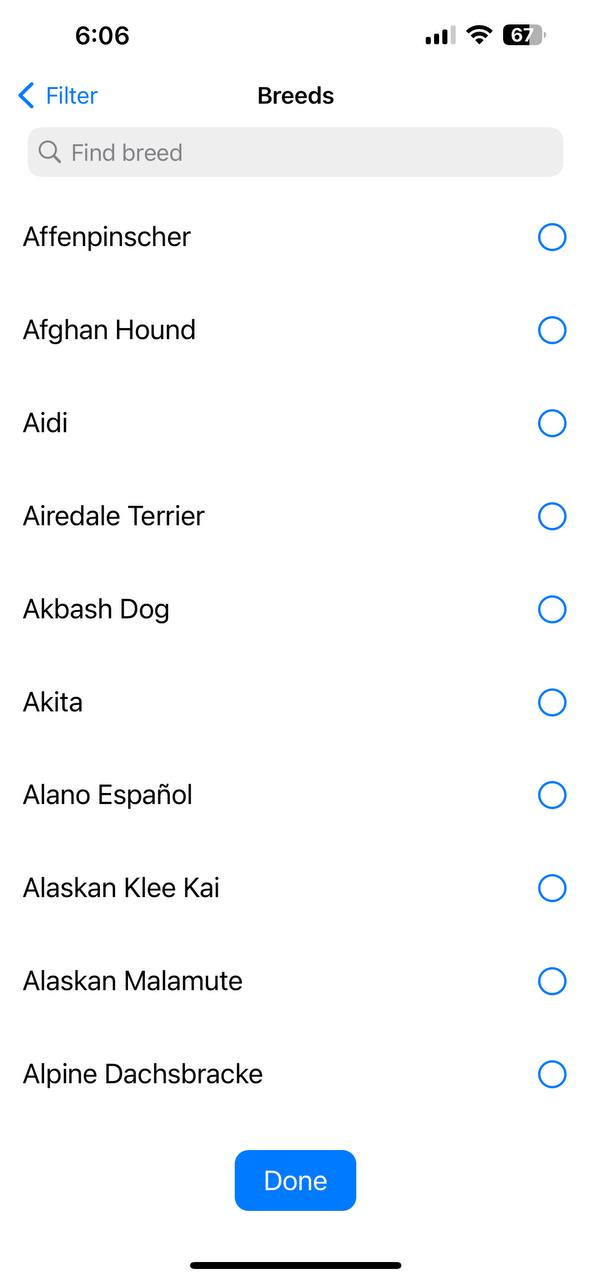 6:06
67
Filter
Breeds
Find breed
Affenpinscher
Afghan Hound
Aidi
Airedale Terrier
Akbash Dog
Akita
Alano Español
Alaskan Klee Kai
Alaskan Malamute
Alpine Dachsbracke
Done